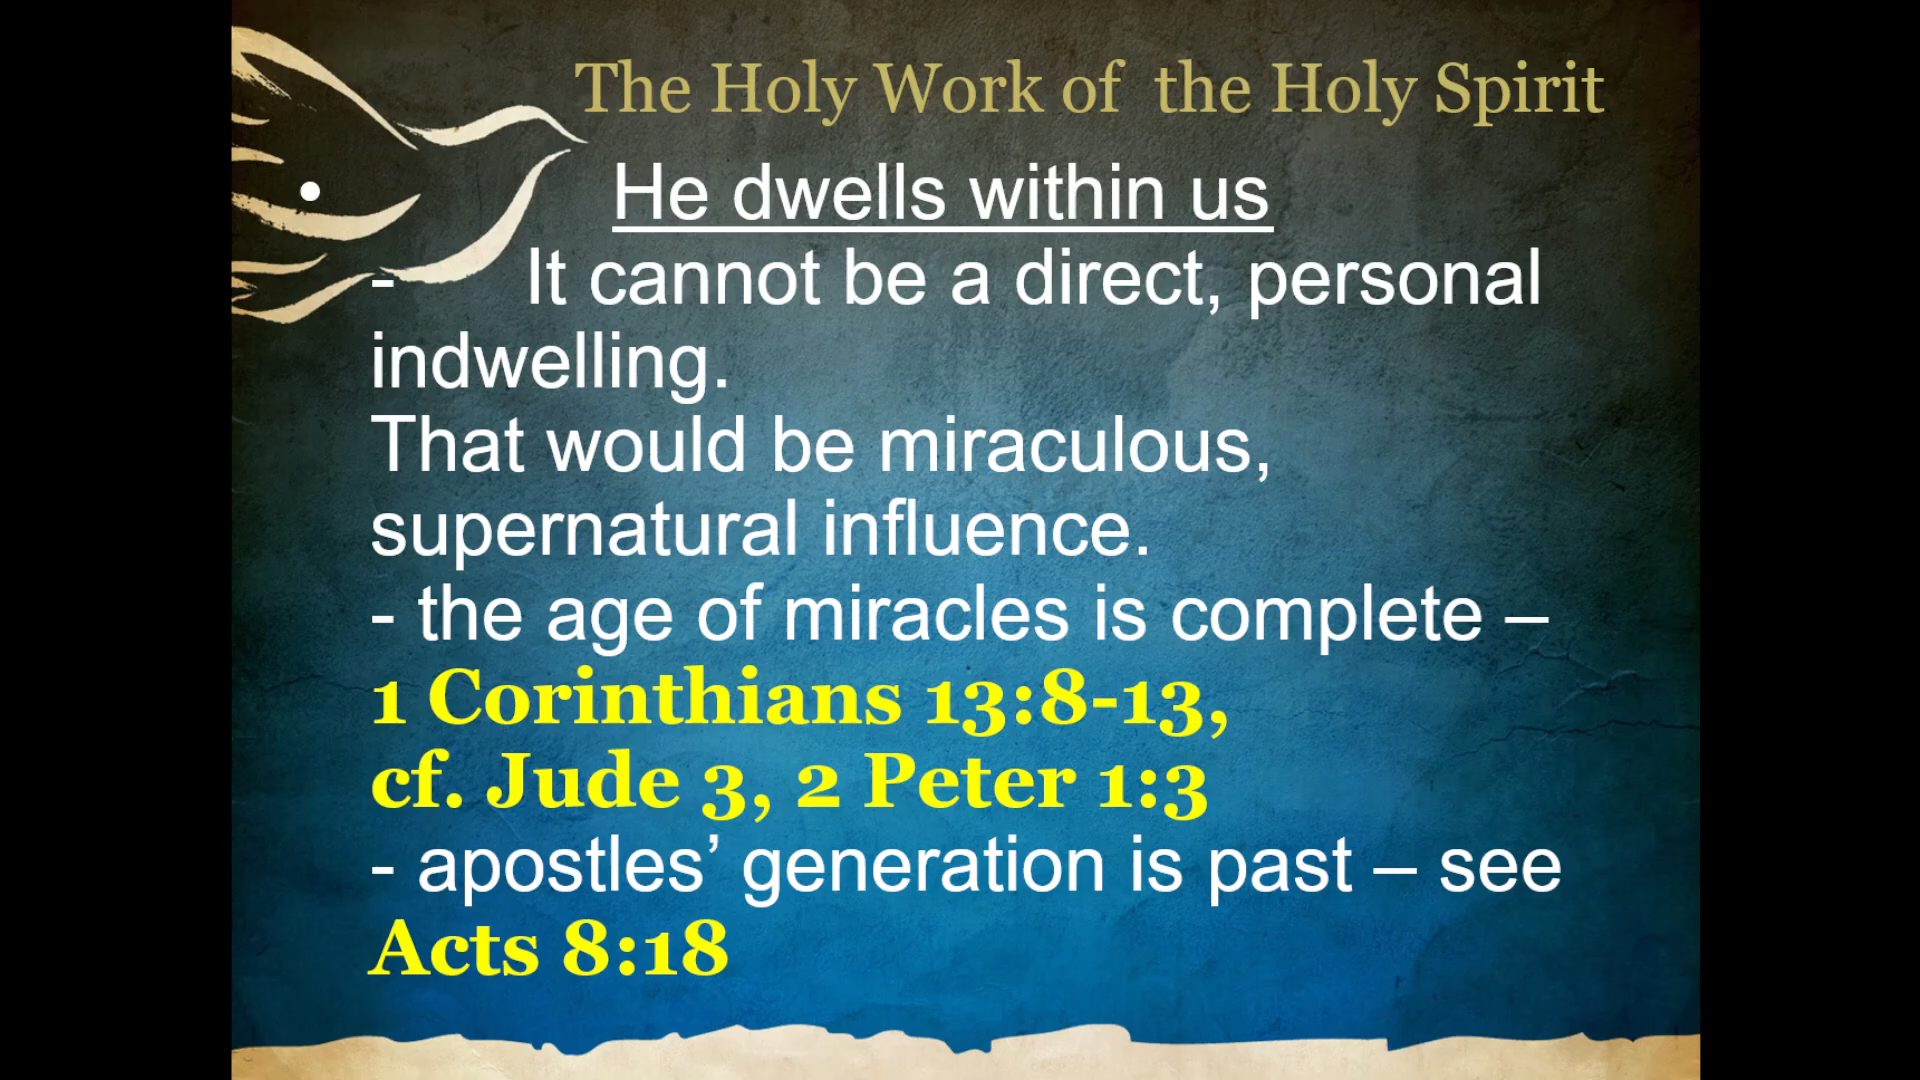 The Holy Work of the Holy Spirit
• He dwells within us
- It cannot be a direct, personal
indwelling.
That would be miraculous,
supernatural influence.
- the age of miracles is complete –
1 Corinthians 13:8-13,
cf. Jude 3, 2 Peter 1:3
- apostles’ generation is past – see
Acts 8:18